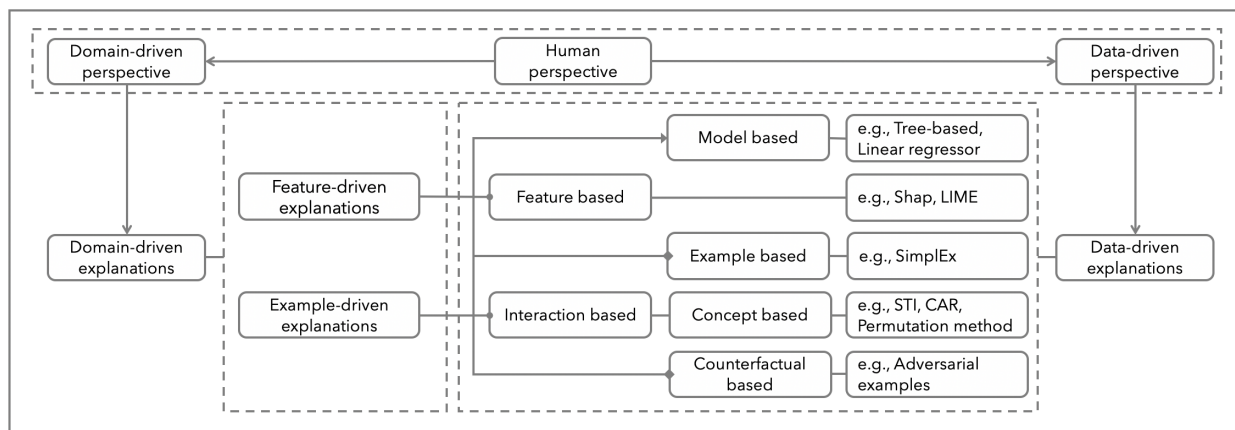 Domain-driven
perspective
Human
perspective
Data-driven
perspective
Model based
e.g., Tree-based,
Linear regressor
Feature-driven
explanations
Feature based
e.g., Shap, LIME
Domain-driven
explanations
Example based
e.g., SimplEx
Data-driven
explanations
Example-driven
explanations
Interaction based
Concept based
e.g., STI, CAR,
Permutation method
Counterfactual
based
e.g., Adversarial
examples